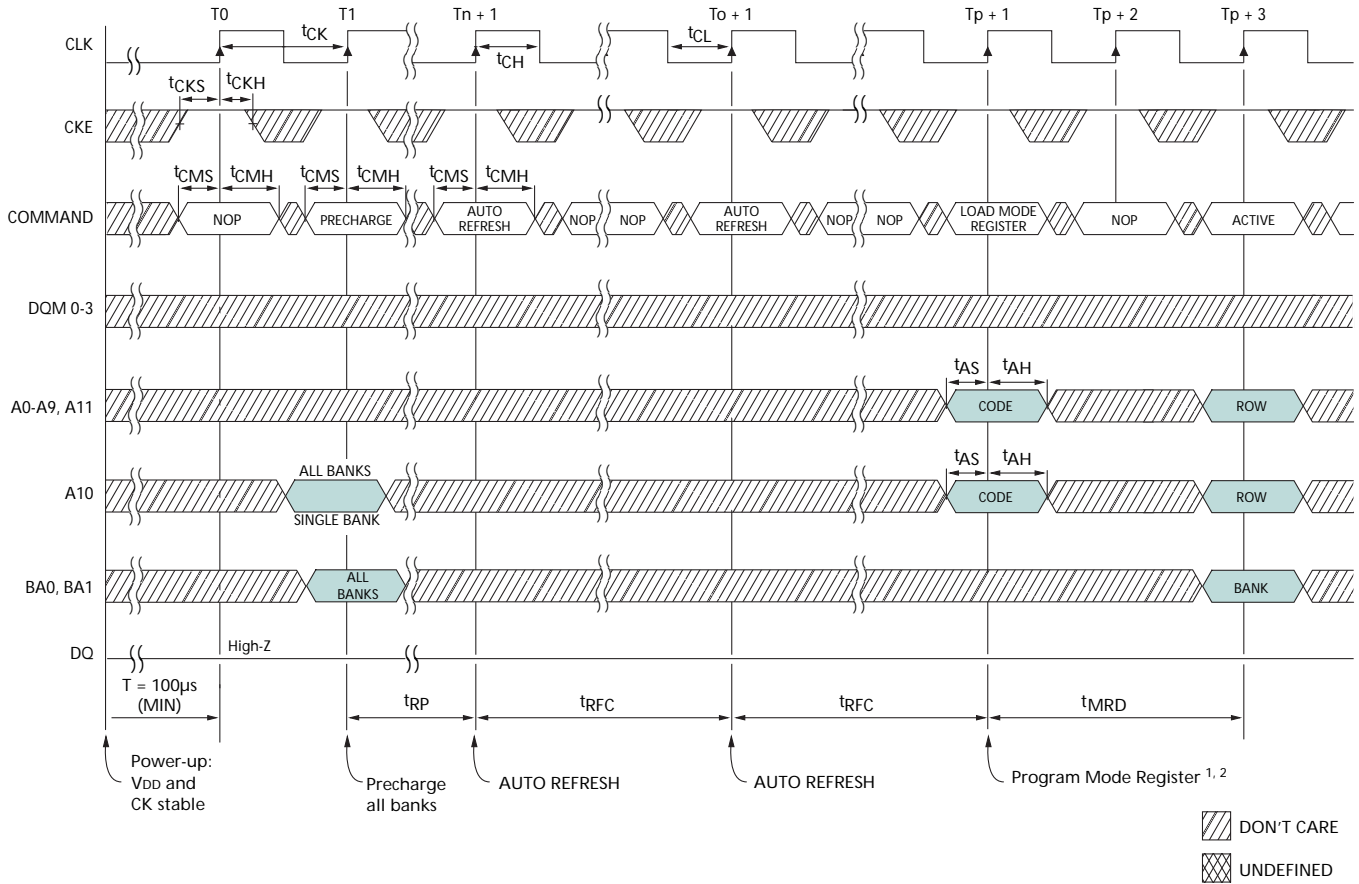 T0 T1 Tn + 1 To + 1 Tp + 1 Tp + 2 Tp + 3
CLK tCK tCH tCL
tCKS tCKH
CKE
tCMS tCMH tCMS tCMH tCMS tCMH
COMMAND NOP PRECHARGE AUTO REFRESH NOP NOP AUTO REFRESH NOP NOP LOAD MODE REGISTER NOP ACTIVE
DQM 0-3
tAS tAH
A0-A9, A11 CODE ROW
ALL BANKS tAS tAH
A10 CODE ROW
SINGLE BANK
BA0, BA1 ALL BANKS BANK
High-Z
DQ
T = 100µs
(MIN)
tRP tRFC tRFC tMRD
Power-up:
VDD and
CK stable
Precharge
all banks
AUTO REFRESH
AUTO REFRESH
Program Mode Register 1, 2
DON'T CARE
UNDEFINED